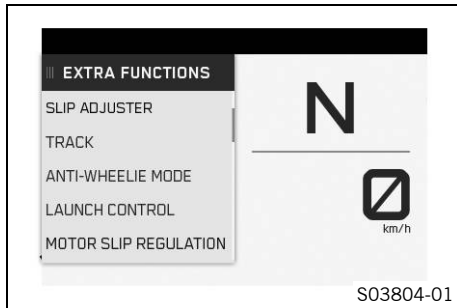 EXTRA FUNCTIONS
SLIP ADJUSTER
TRACK
ANTI-WHEELIE MODE
LAUNCH CONTROL
MOTOR SLIP REGULATION
N
0
km/h
S03804-01